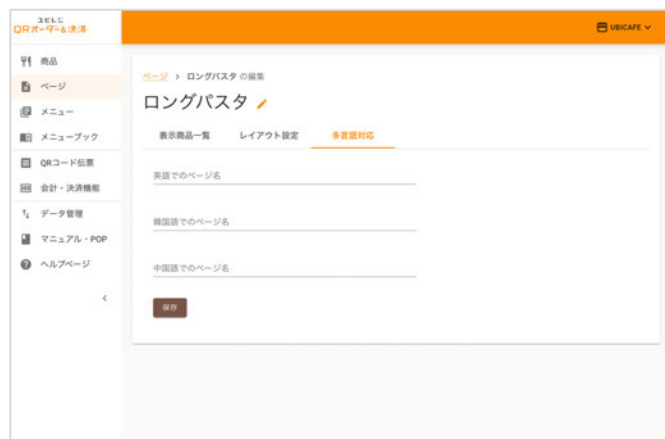 ユビレジ
QRオーダー&決済
UBICAFE
商品
ページ
メニュー
メニューブック
QRコード伝票
会計・決済機能
データ管理
マニュアル・POP
ヘルプページ
ページ > ロングパスタ の編集
ロングパスタ
表示商品一覧 レイアウト設定 多言語対応
英語でのページ名
韓国語でのページ名
中国語でのページ名
保存